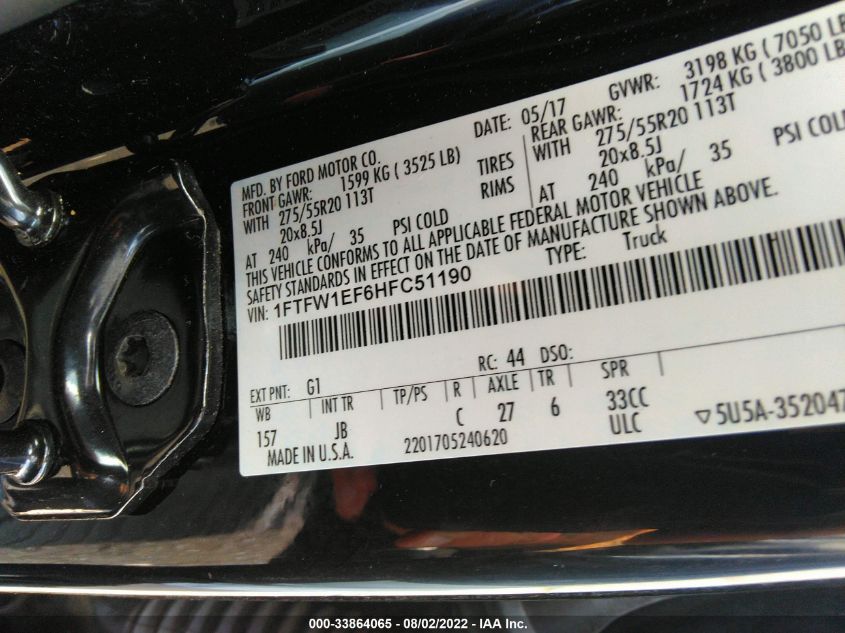 MFD. BY FORD MOTOR CO.
DATE: 05/17
GVWR: 3198 KG ( 7050 LB
FRONT GAWR: 1599 KG ( 3525 LB)
REAR GAWR: 1724 KG ( 3800 LB
WITH 275/55R20 113T
TIRES
WITH 275/55R20 113T
20x8.5J
RIMS
20x8.5J
AT 240 kPa/ 35 PSI COLD
AT 240 kPa/ 35 PSI COLD
THIS VEHICLE CONFORMS TO ALL APPLICABLE FEDERAL MOTOR VEHICLE
SAFETY STANDARDS IN EFFECT ON THE DATE OF MANUFACTURE SHOWN ABOVE.
VIN: 1FTFW1EF6HFC51190
TYPE: Truck
EXT PNT: G1 RC: 44 DSO:
WB INT TR TP/PS R AXLE TR SPR
157 JB C 27 6 33CC
MADE IN U.S.A. 2201705240620 ULC
▽5U5A-352047
000-33864065 - 08/02/2022 - IAA Inc.